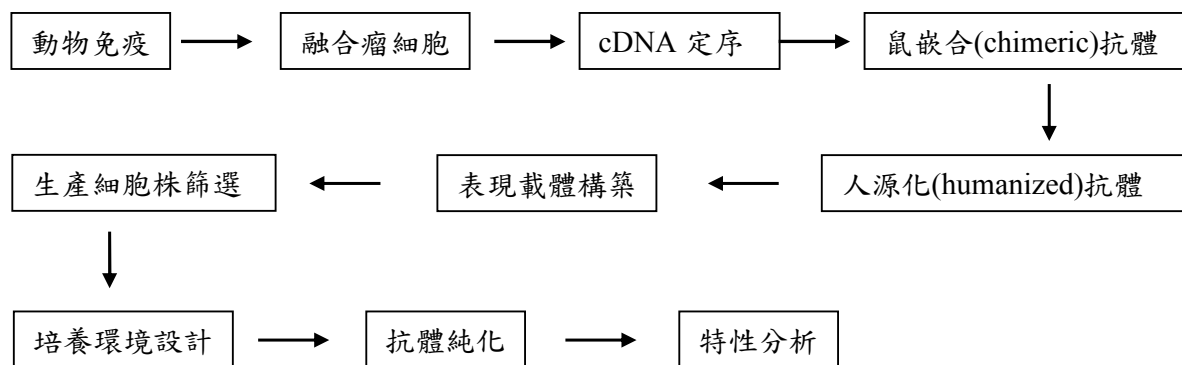 動物免疫
融合瘤細胞
cDNA 定序
鼠嵌合(chimeric)抗體
人源化(humanized)抗體
表現載體構築
生產細胞株篩選
培養環境設計
抗體純化
特性分析